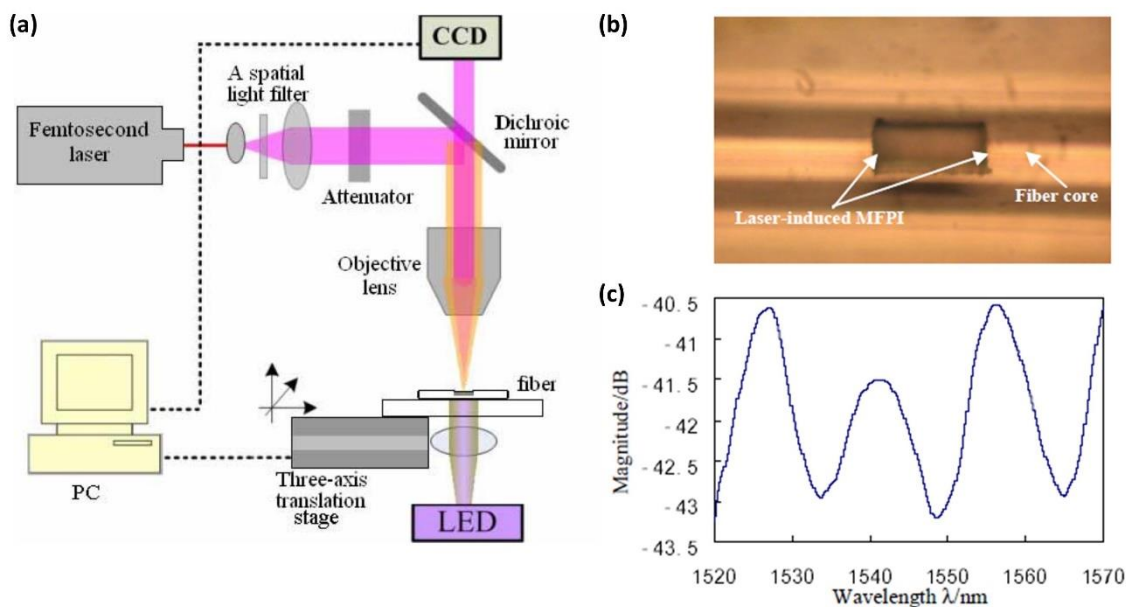 (a)
CCD
A spatial
light filter
Femtosecond
laser
Dichroic
mirror
Attenuator
Objective
lens
fiber
PC
Three-axis
translation
stage
LED
(b)
Laser-induced MFPI
Fiber core
(c)
Magnitude/dB
-40.5
-41
-41.5
-42
-42.5
-43
-43.5
1520 1530 1540 1550 1560 1570
Wavelength λ/nm